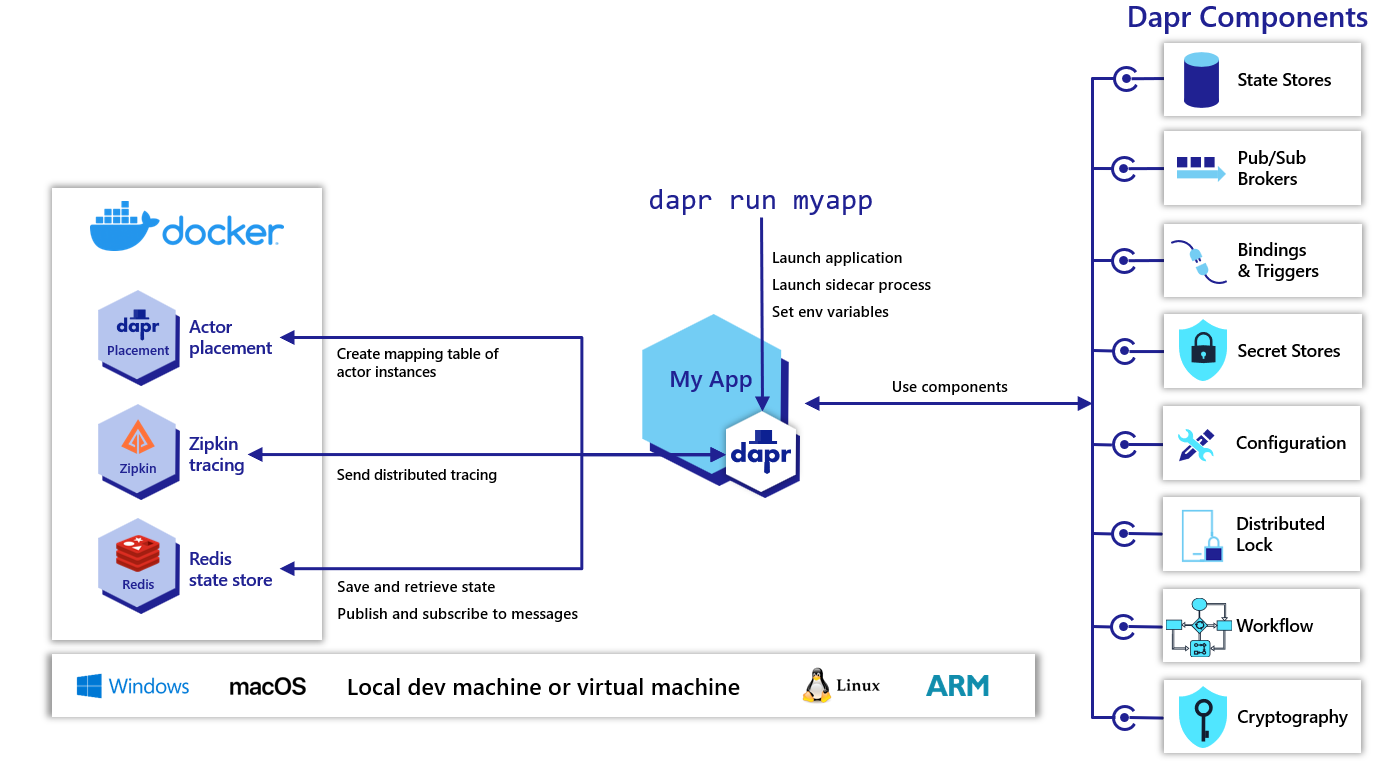 Dapr Components
State Stores
Pub/Sub
Brokers
Bindings
& Triggers
Secret Stores
Configuration
Distributed
Lock
Workflow
Cryptography
docker
dapr
Placement
Actor
placement
Zipkin
Zipkin
tracing
Redis
Redis
state store
Create mapping table of
actor instances
Send distributed tracing
Save and retrieve state
Publish and subscribe to messages
dapr run myapp
Launch application
Launch sidecar process
Set env variables
My App
dapr
Use components
Windows
macOS
Local dev machine or virtual machine
Linux
ARM